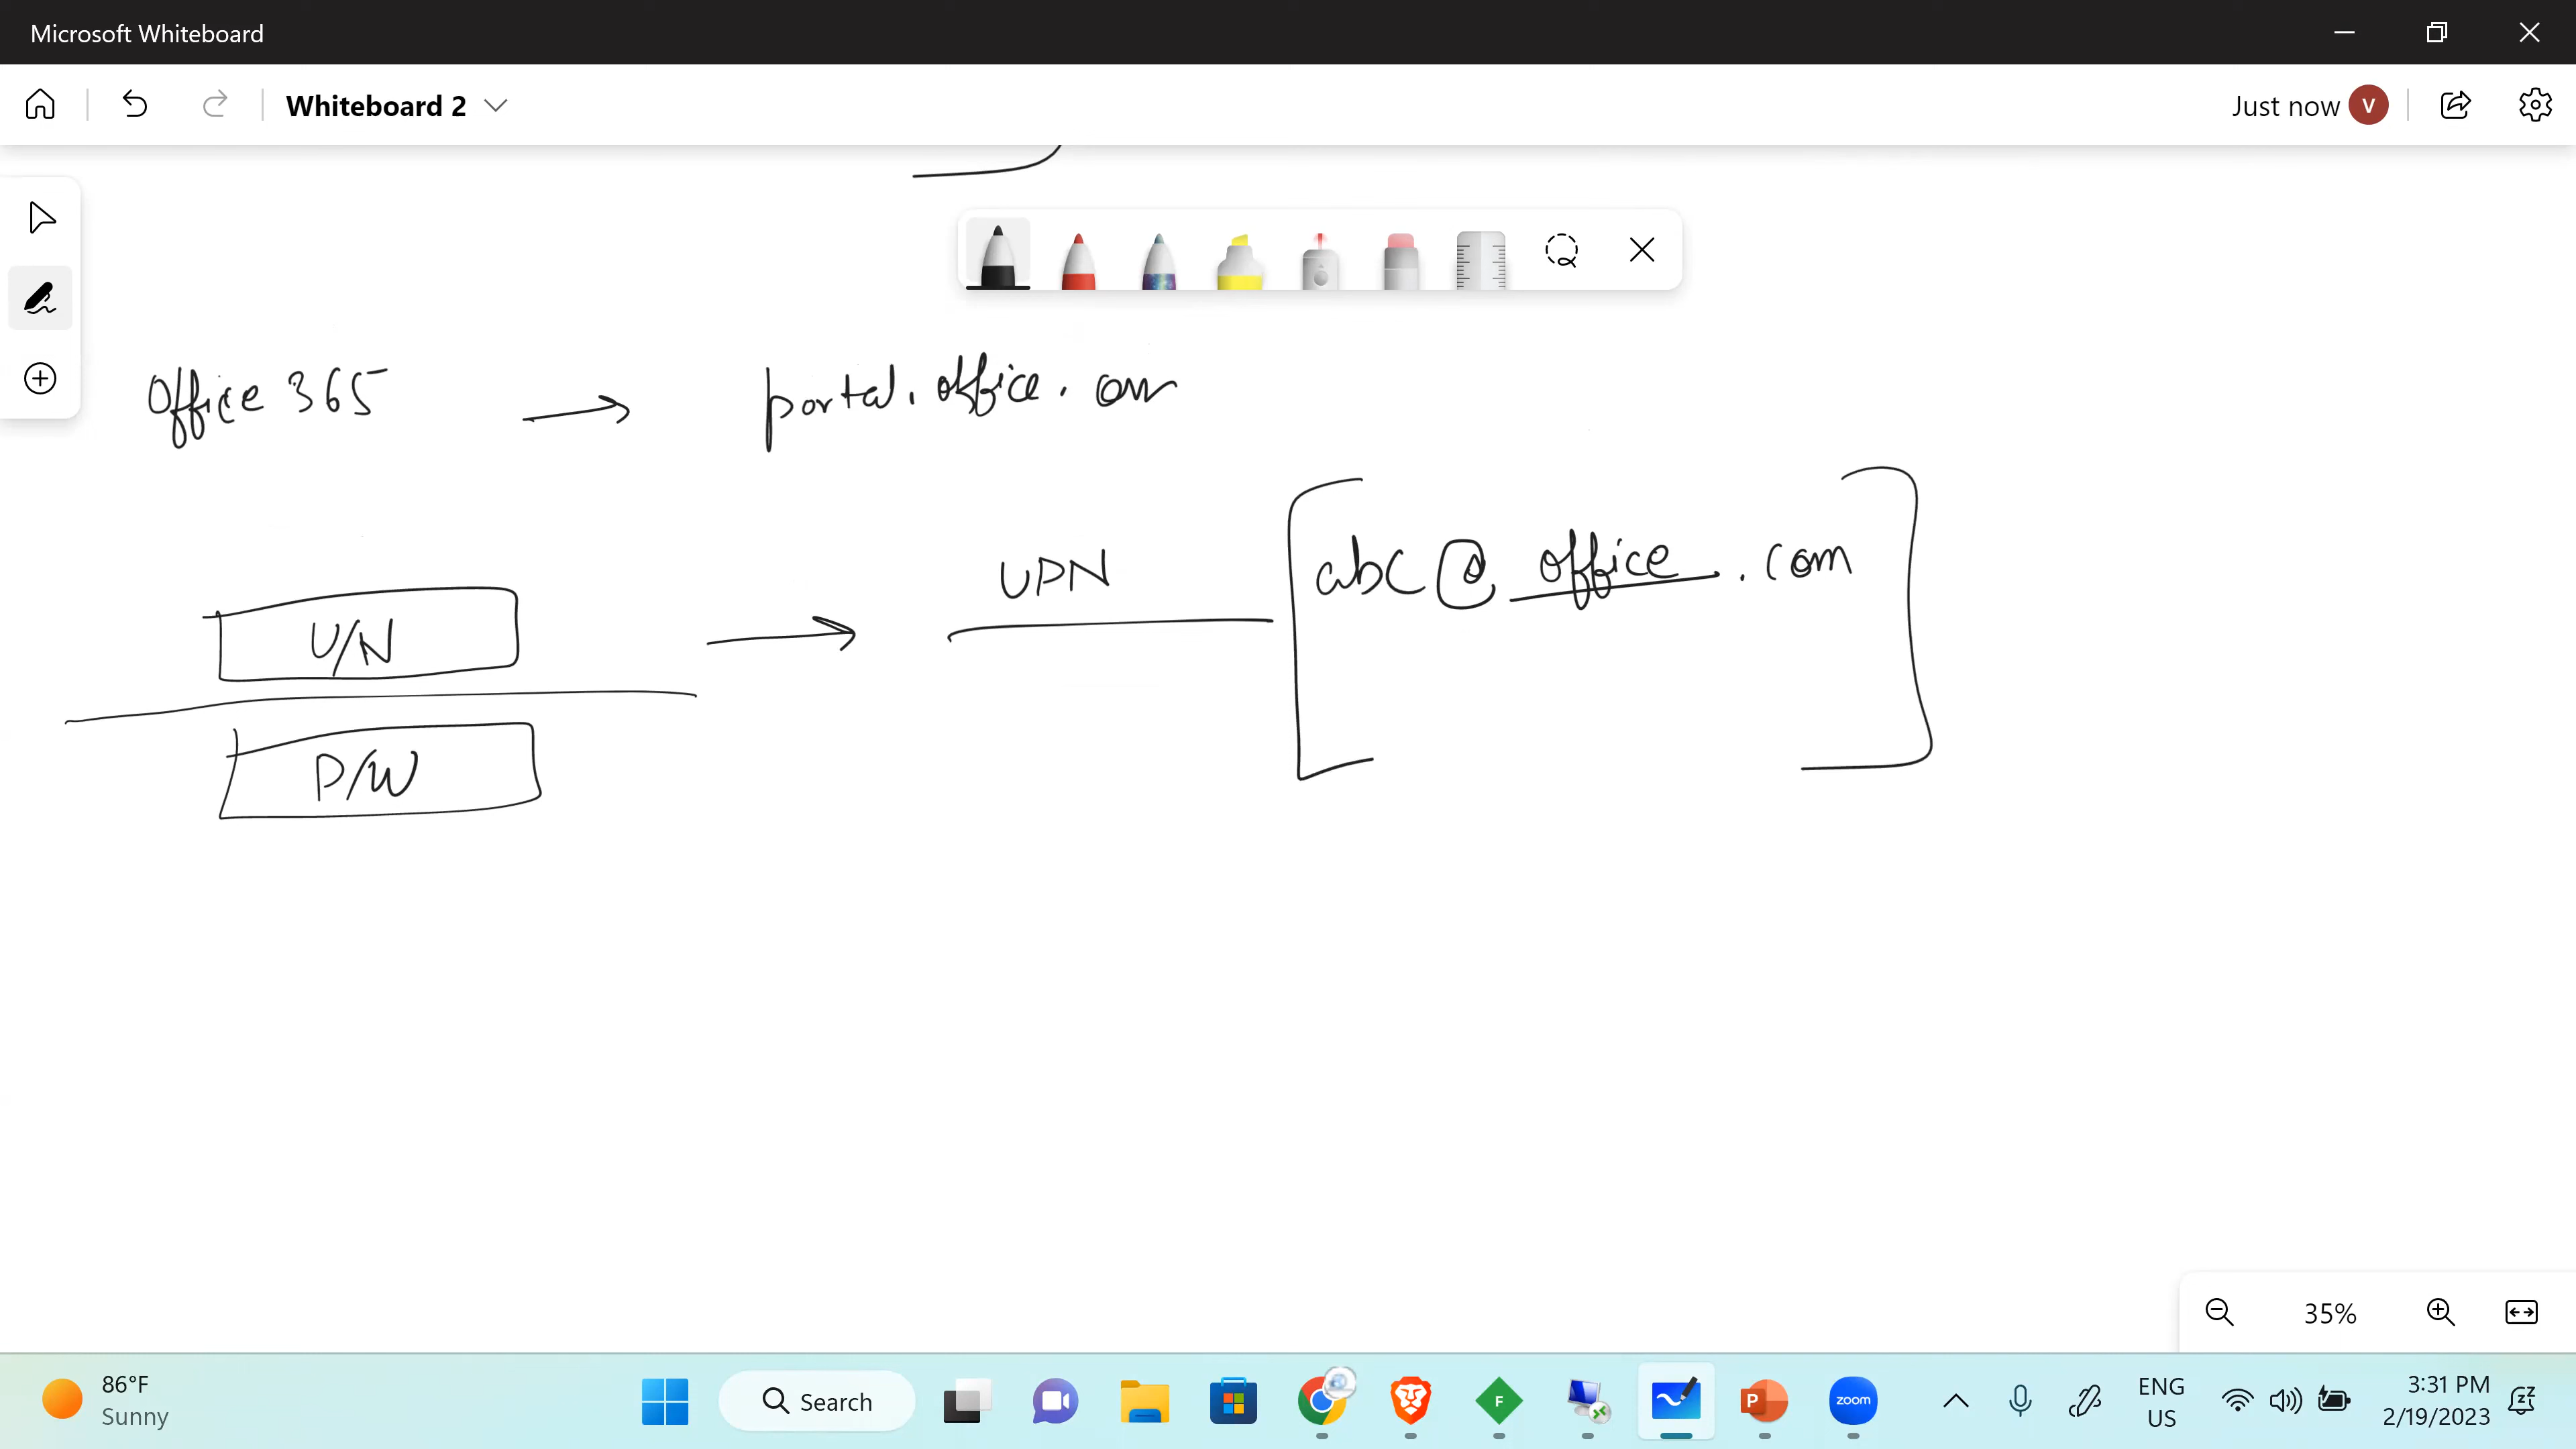 Microsoft Whiteboard
Whiteboard 2
Just now V
Office 365 → portal.office.com
UPN
abc@office.com
U/N
P/W
35%
86°F
Sunny
Search
F
P
zoom
ENG
US
3:31 PM
2/19/2023